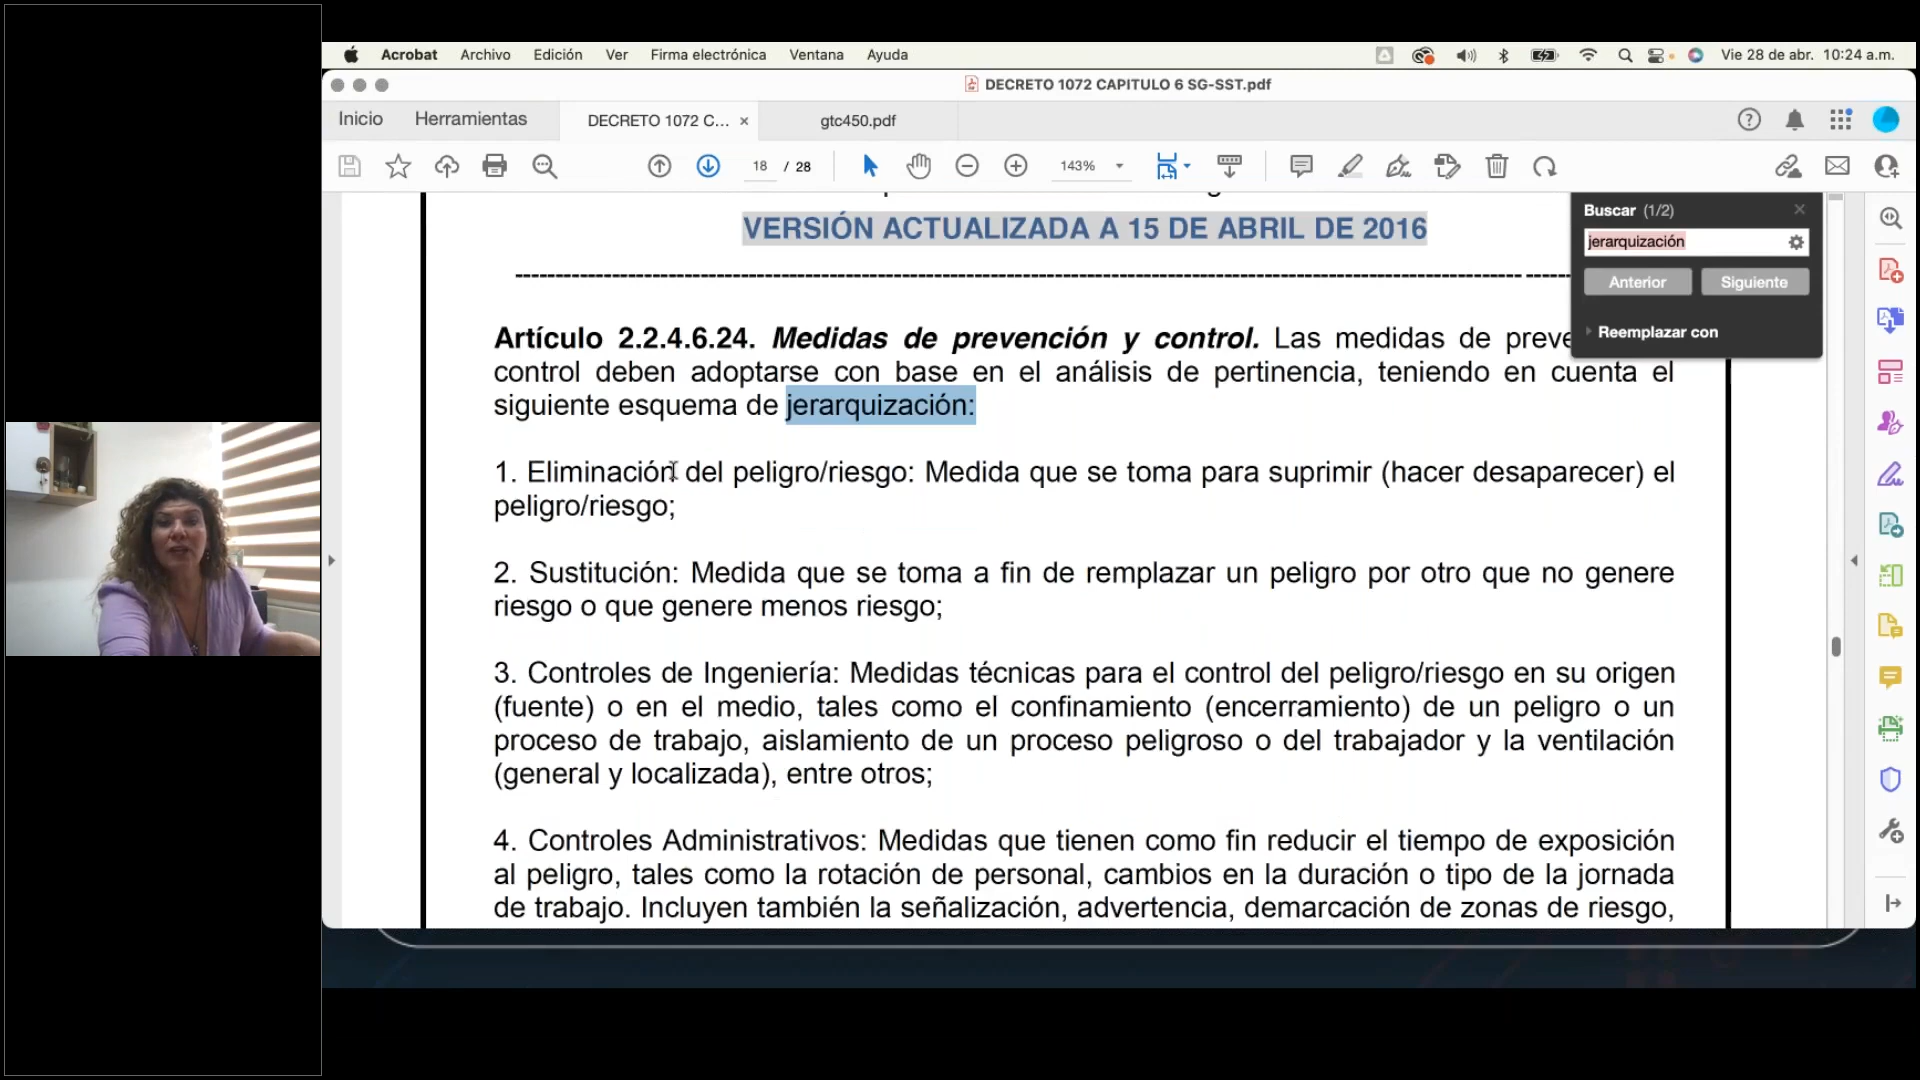 Acrobat Archivo Edición Ver Firma electrónica Ventana Ayuda Vie 28 de abr. 10:24 a.m.
DECRETO 1072 CAPITULO 6 SG-SST.pdf
Inicio Herramientas DECRETO 1072 C... × gtc450.pdf
18 / 28 143%
Buscar (1/2)
jerarquización
Anterior Siguiente
Reemplazar con
VERSIÓN ACTUALIZADA A 15 DE ABRIL DE 2016
Artículo 2.2.4.6.24. Medidas de prevención y control. Las medidas de preve
control deben adoptarse con base en el análisis de pertinencia, teniendo en cuenta el
siguiente esquema de jerarquización:
1. Eliminación del peligro/riesgo: Medida que se toma para suprimir (hacer desaparecer) el
peligro/riesgo;
2. Sustitución: Medida que se toma a fin de remplazar un peligro por otro que no genere
riesgo o que genere menos riesgo;
3. Controles de Ingeniería: Medidas técnicas para el control del peligro/riesgo en su origen
(fuente) o en el medio, tales como el confinamiento (encerramiento) de un peligro o un
proceso de trabajo, aislamiento de un proceso peligroso o del trabajador y la ventilación
(general y localizada), entre otros;
4. Controles Administrativos: Medidas que tienen como fin reducir el tiempo de exposición
al peligro, tales como la rotación de personal, cambios en la duración o tipo de la jornada
de trabajo. Incluyen también la señalización, advertencia, demarcación de zonas de riesgo,